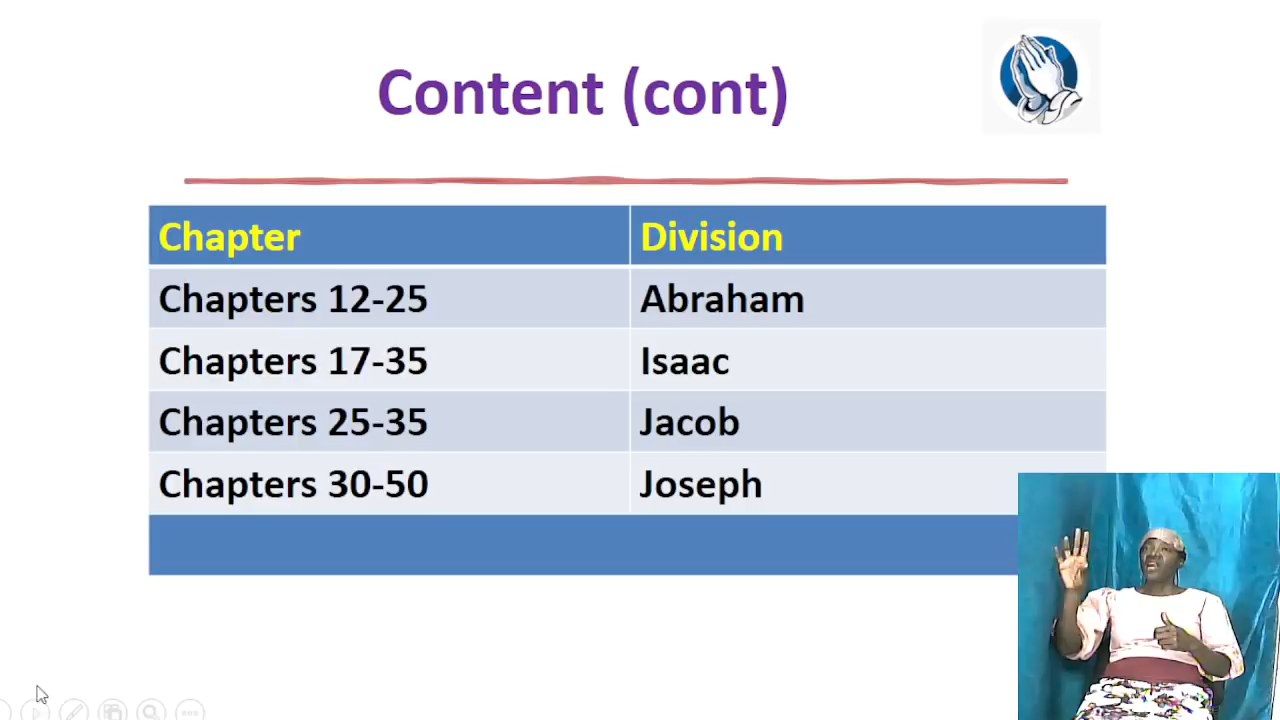 Content (cont)
Chapter Division
Chapters 12-25 Abraham
Chapters 17-35 Isaac
Chapters 25-35 Jacob
Chapters 30-50 Joseph